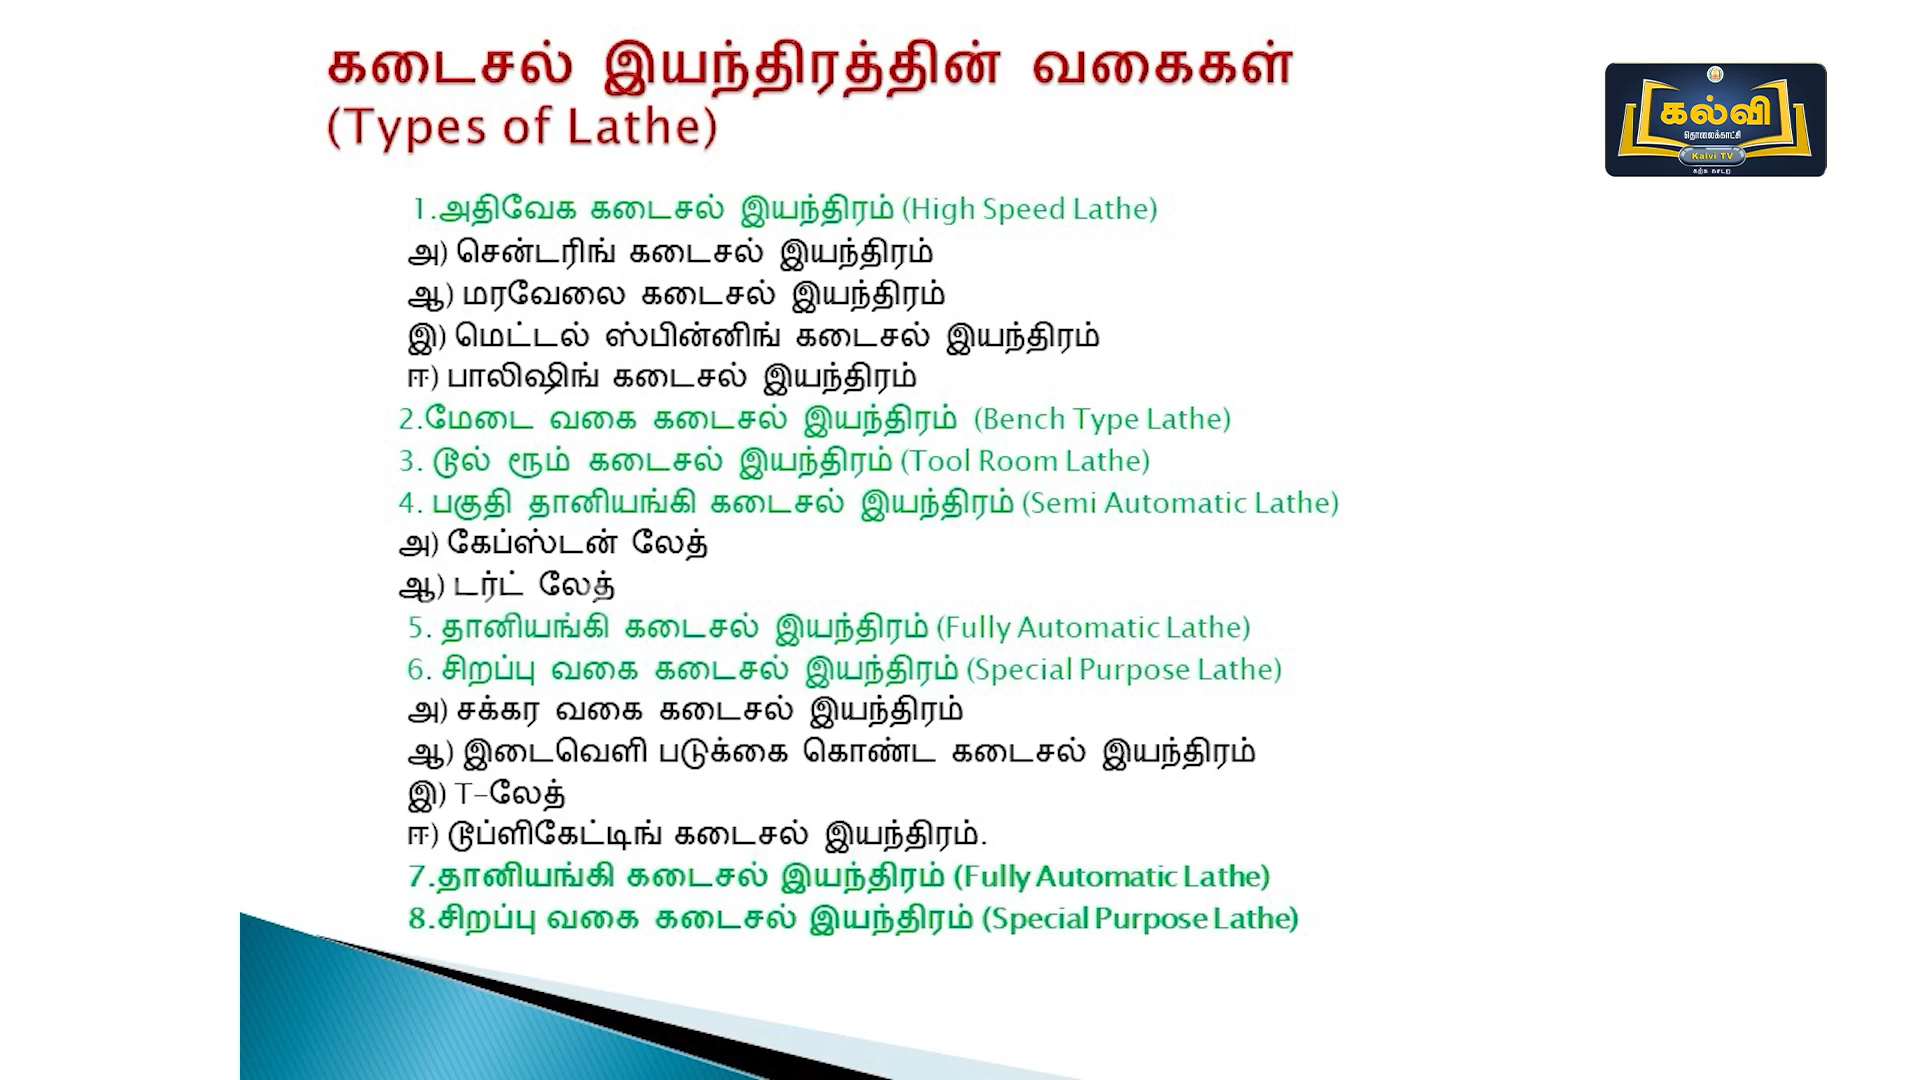 கடைசல் இயந்திரத்தின் வகைகள்
(Types of Lathe)
கல்வி
தொலைக்காட்சி
Kalvi TV
கற்க கசடற
1.அதிவேக கடைசல் இயந்திரம் (High Speed Lathe)
அ) சென்டரிங் கடைசல் இயந்திரம்
ஆ) மரவேலை கடைசல் இயந்திரம்
இ) மெட்டல் ஸ்பின்னிங் கடைசல் இயந்திரம்
ஈ) பாலிஷிங் கடைசல் இயந்திரம்
2.மேடை வகை கடைசல் இயந்திரம் (Bench Type Lathe)
3. டூல் ரூம் கடைசல் இயந்திரம் (Tool Room Lathe)
4. பகுதி தானியங்கி கடைசல் இயந்திரம் (Semi Automatic Lathe)
அ) கேப்ஸ்டன் லேத்
ஆ) டர்ட் லேத்
5. தானியங்கி கடைசல் இயந்திரம் (Fully Automatic Lathe)
6. சிறப்பு வகை கடைசல் இயந்திரம் (Special Purpose Lathe)
அ) சக்கர வகை கடைசல் இயந்திரம்
ஆ) இடைவெளி படுக்கை கொண்ட கடைசல் இயந்திரம்
இ) T-லேத்
ஈ) டூப்ளிகேட்டிங் கடைசல் இயந்திரம்.
7.தானியங்கி கடைசல் இயந்திரம் (Fully Automatic Lathe)
8.சிறப்பு வகை கடைசல் இயந்திரம் (Special Purpose Lathe)